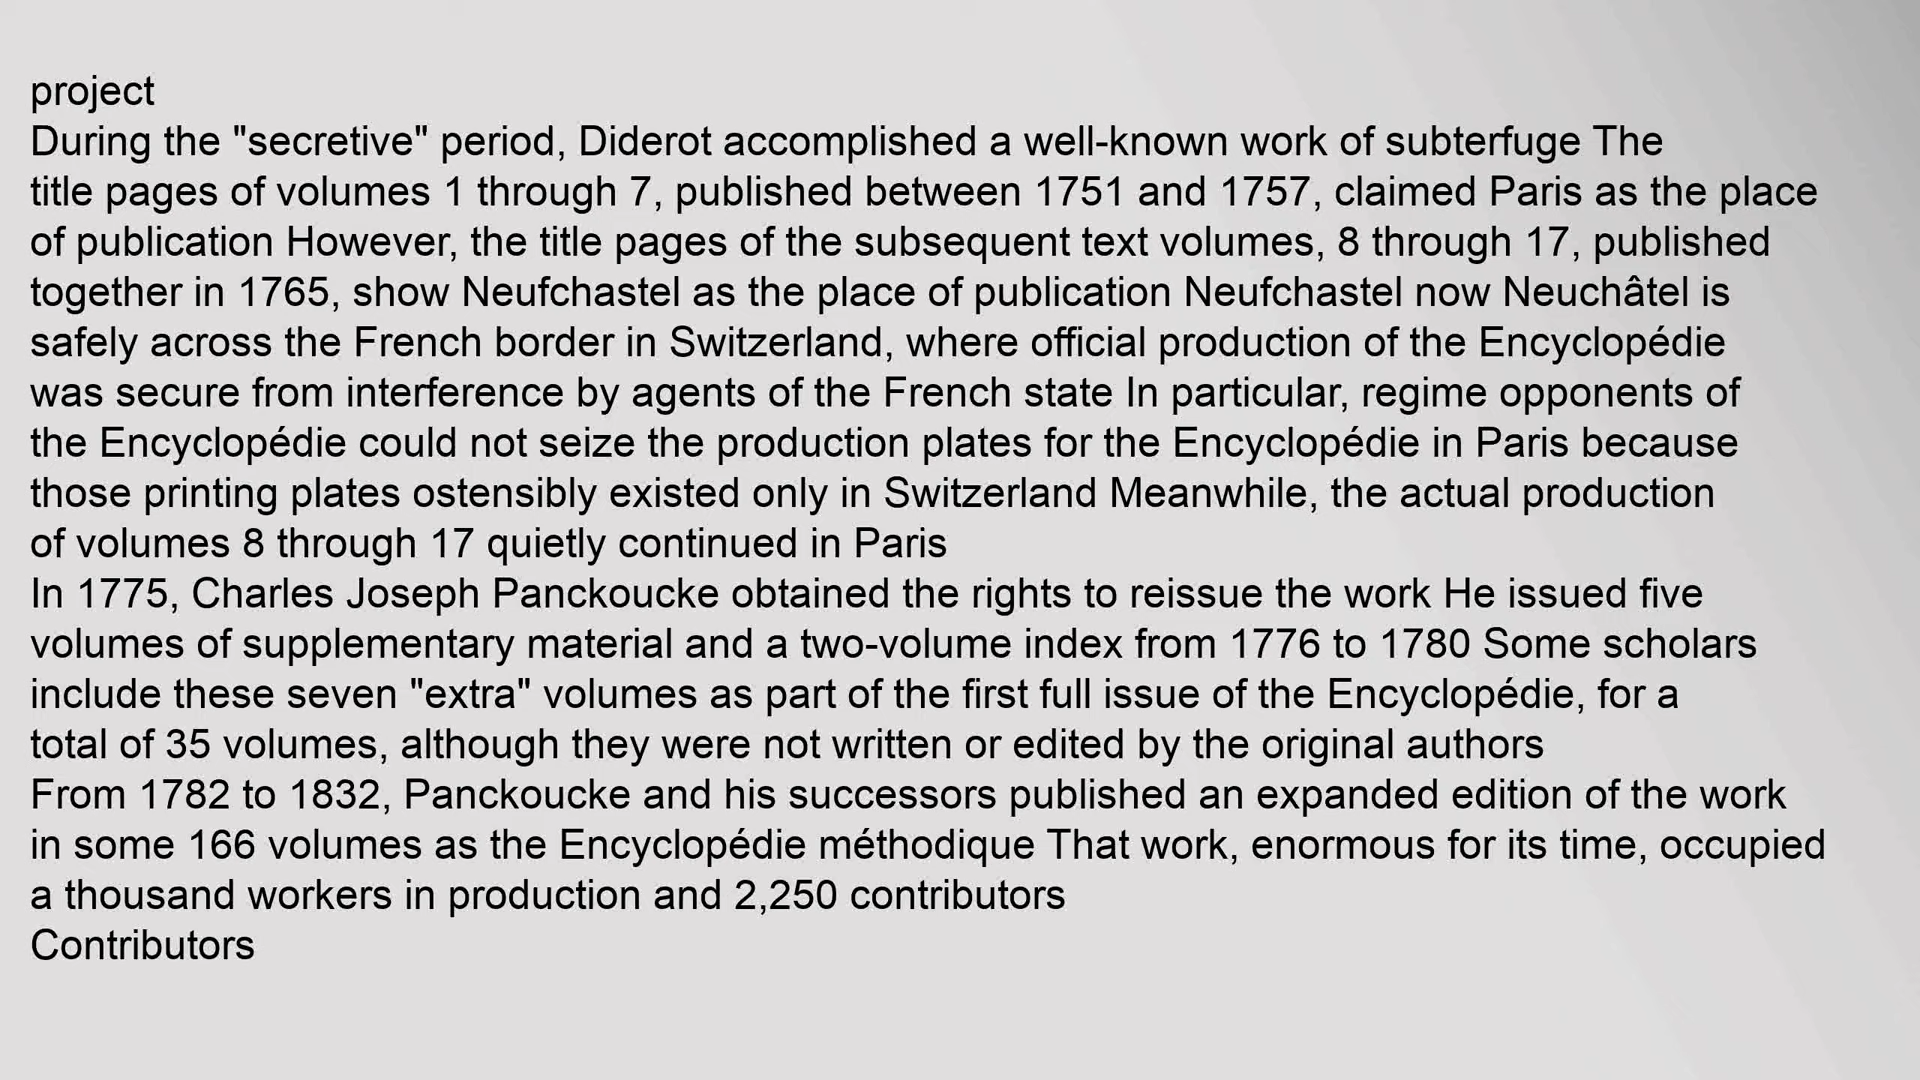 project
During the "secretive" period, Diderot accomplished a well-known work of subterfuge The
title pages of volumes 1 through 7, published between 1751 and 1757, claimed Paris as the place
of publication However, the title pages of the subsequent text volumes, 8 through 17, published
together in 1765, show Neufchastel as the place of publication Neufchastel now Neuchâtel is
safely across the French border in Switzerland, where official production of the Encyclopédie
was secure from interference by agents of the French state In particular, regime opponents of
the Encyclopédie could not seize the production plates for the Encyclopédie in Paris because
those printing plates ostensibly existed only in Switzerland Meanwhile, the actual production
of volumes 8 through 17 quietly continued in Paris
In 1775, Charles Joseph Panckoucke obtained the rights to reissue the work He issued five
volumes of supplementary material and a two-volume index from 1776 to 1780 Some scholars
include these seven "extra" volumes as part of the first full issue of the Encyclopédie, for a
total of 35 volumes, although they were not written or edited by the original authors
From 1782 to 1832, Panckoucke and his successors published an expanded edition of the work
in some 166 volumes as the Encyclopédie méthodique That work, enormous for its time, occupied
a thousand workers in production and 2,250 contributors
Contributors